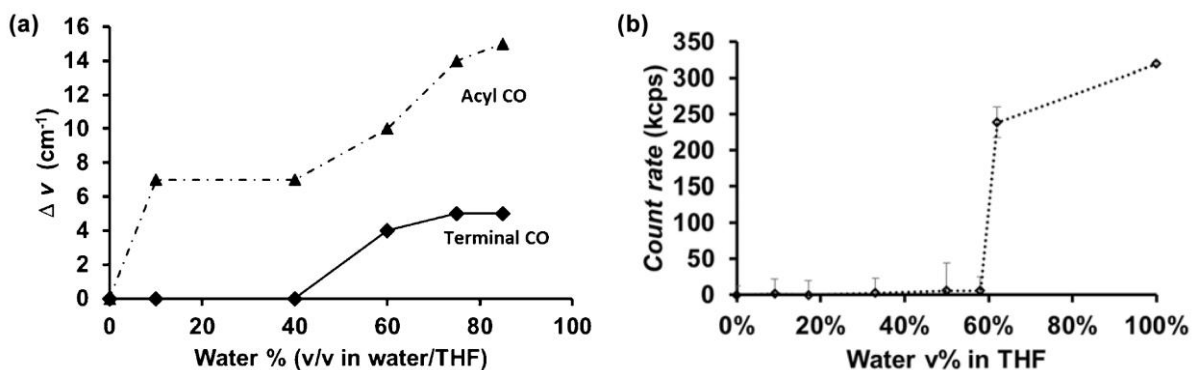 (a)
16
14
12
10
8
6
4
2
0
Δ ν (cm⁻¹)
Acyl CO
Terminal CO
0 20 40 60 80 100
Water % (v/v in water/THF)
(b)
350
300
250
200
150
100
50
0
Count rate (kcps)
0% 20% 40% 60% 80% 100%
Water v% in THF